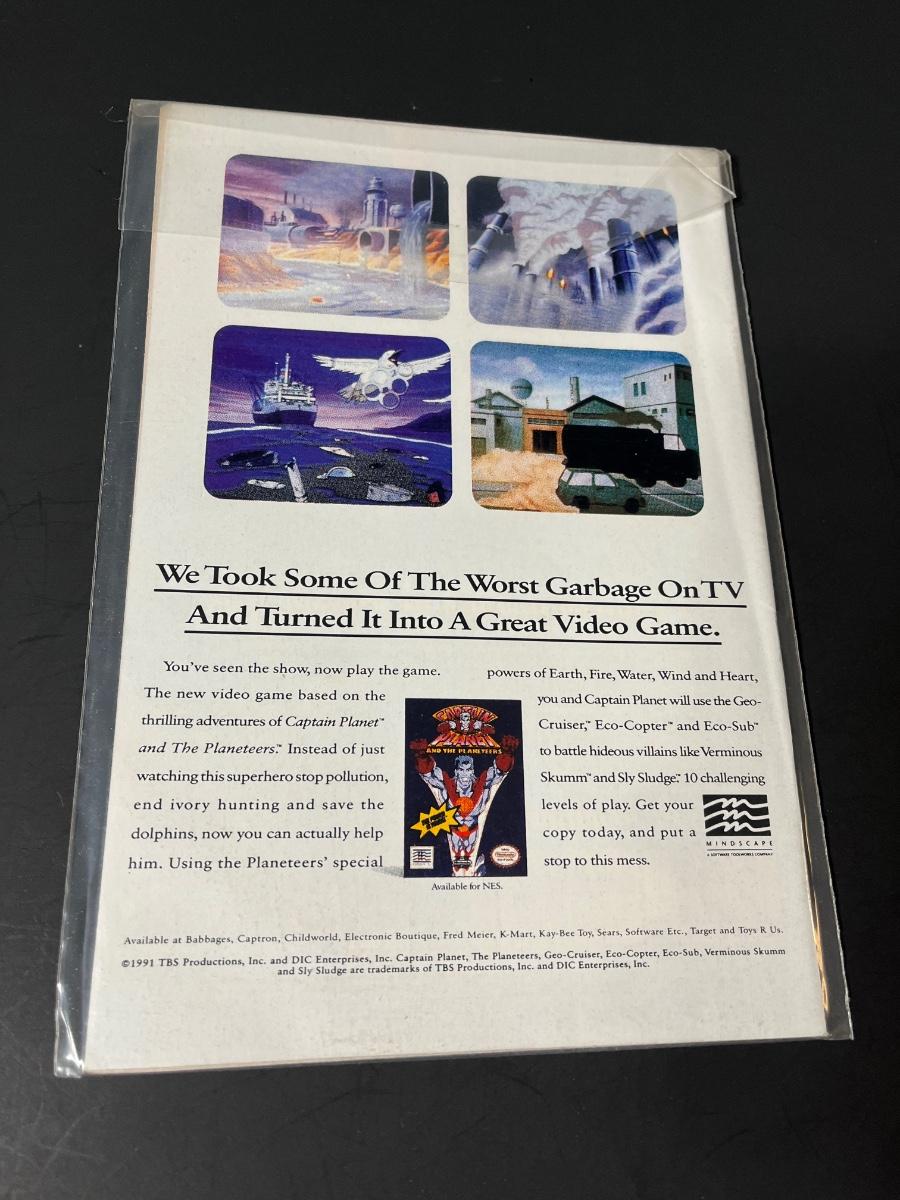 We Took Some Of The Worst Garbage On TV
And Turned It Into A Great Video Game.
You've seen the show, now play the game.
The new video game based on the
thrilling adventures of Captain Planet™
and The Planeteers.™ Instead of just
watching this superhero stop pollution,
end ivory hunting and save the
dolphins, now you can actually help
him. Using the Planeteers' special
powers of Earth, Fire, Water, Wind and Heart,
you and Captain Planet will use the Geo-
Cruiser,™ Eco-Copter™ and Eco-Sub™
to battle hideous villains like Verminous
Skumm™ and Sly Sludge.™ 10 challenging
levels of play. Get your
copy today, and put a
stop to this mess.
CAPTAIN
PLANET
AND THE PLANETEERS
Available for NES.
MINDSCAPE
A SOFTWARE TOOLWORKS COMPANY
Available at Babbages, Captron, Childworld, Electronic Boutique, Fred Meier, K-Mart, Kay-Bee Toy, Sears, Software Etc., Target and Toys R Us.
©1991 TBS Productions, Inc. and DIC Enterprises, Inc. Captain Planet, The Planeteers, Geo-Cruiser, Eco-Copter, Eco-Sub, Verminous Skumm
and Sly Sludge are trademarks of TBS Productions, Inc. and DIC Enterprises, Inc.